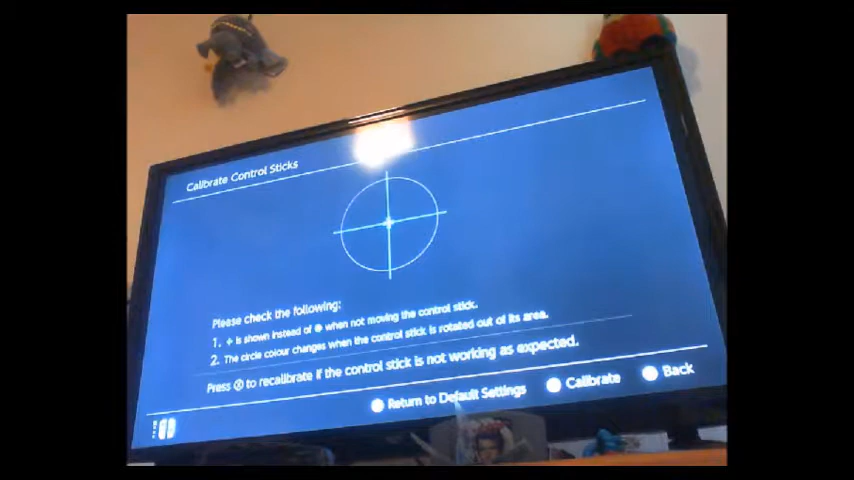 Calibrate Control Sticks
Please check the following:
1. + is shown instead of ● when not moving the control stick.
2. The circle colour changes when the control stick is rotated out of its area.
Press Ⓧ to recalibrate if the control stick is not working as expected.
Return to Default Settings Calibrate Back